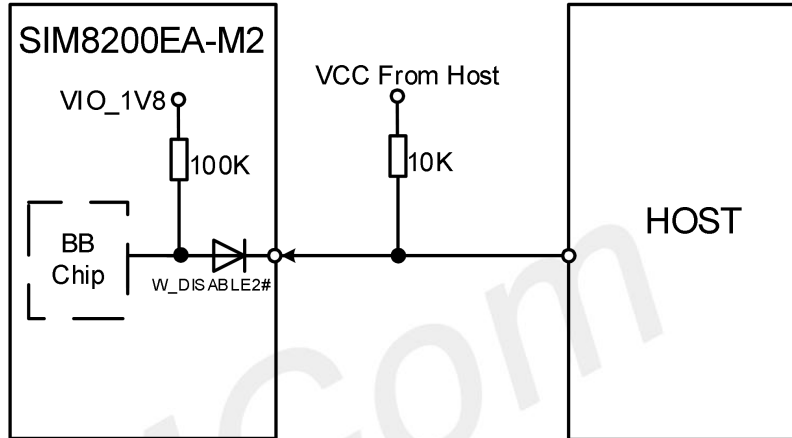 SIM8200EA-M2
VCC From Host
VIO_1V8
100K
10K
HOST
BB
Chip
W_DISABLE2#